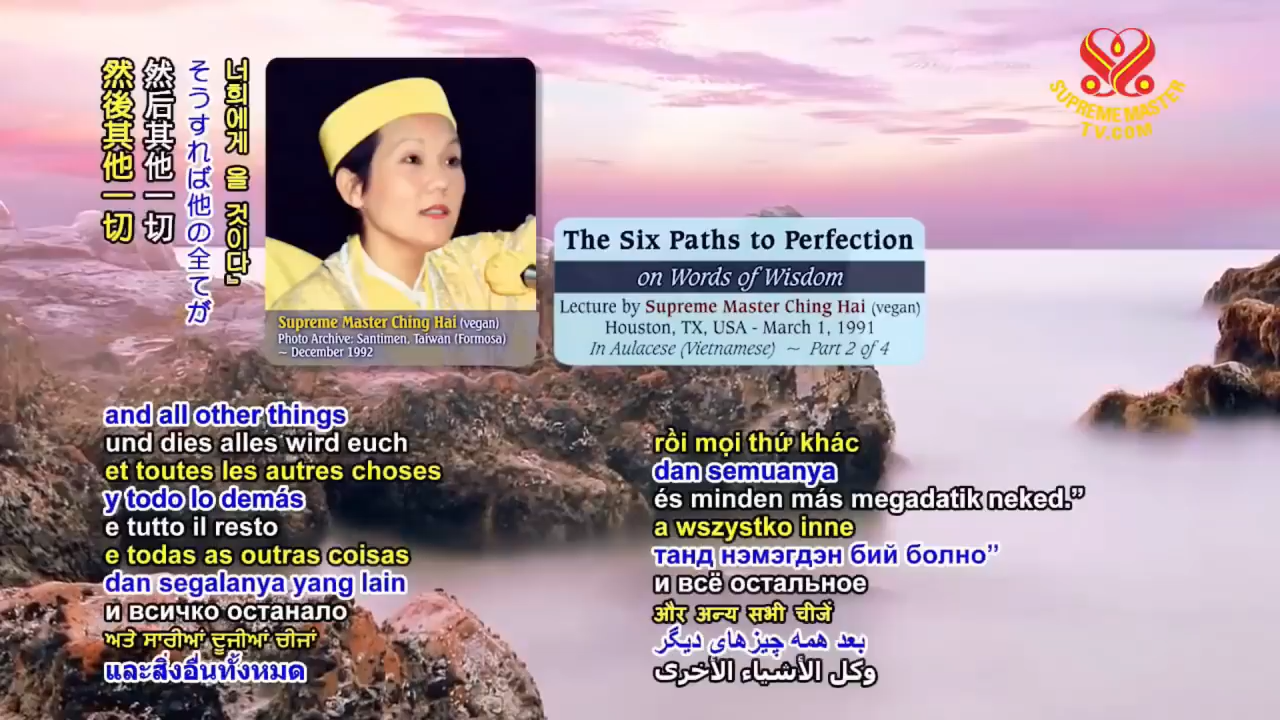 SUPREME MASTER
TV.COM
너희에게 올 것이다』
そうすれば他の全てが
然后其他一切
然後其他一切
Supreme Master Ching Hai (vegan)
Photo Archive: Santimen, Taiwan (Formosa)
~ December 1992
The Six Paths to Perfection
on Words of Wisdom
Lecture by Supreme Master Ching Hai (vegan)
Houston, TX, USA - March 1, 1991
In Aulacese (Vietnamese) ~ Part 2 of 4
and all other things
und dies alles wird euch
et toutes les autres choses
y todo lo demás
e tutto il resto
e todas as outras coisas
dan segalanya yang lain
и всичко останало
ਅਤੇ ਸਾਰੀਆਂ ਦੂਜੀਆਂ ਚੀਜਾਂ
และสิ่งอื่นทั้งหมด
rồi mọi thứ khác
dan semuanya
és minden más megadatik neked.”
a wszystko inne
танд нэмэгдэн бий болно”
и всё остальное
और अन्य सभी चीजें
بعد همه چیزهای دیگر
وكل الأشياء الأخرى